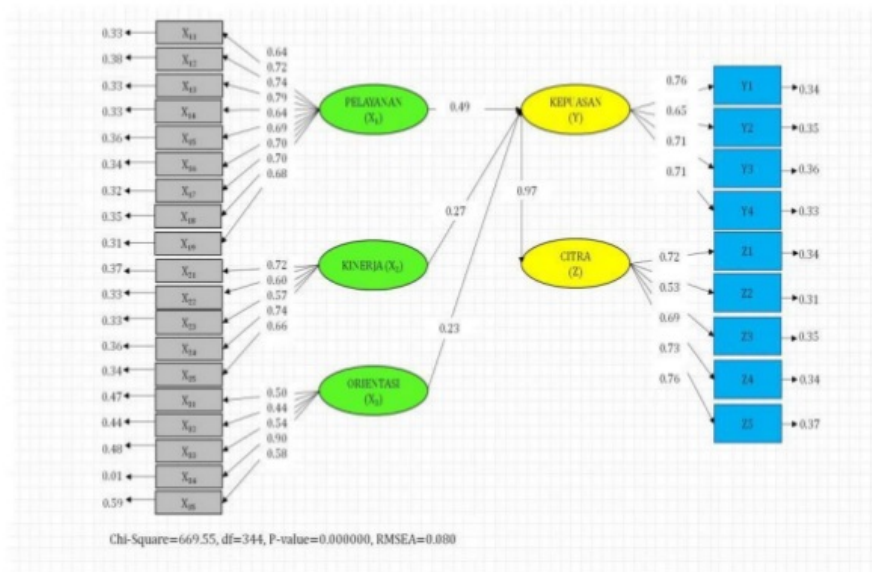 0.33 X₁₁ 0.64
0.38 X₁₂ 0.72
0.33 X₁₃ 0.74
0.33 X₁₄ 0.79
0.36 X₁₅ 0.64
0.34 X₁₆ 0.69
0.32 X₁₇ 0.70
0.35 X₁₈ 0.70
0.31 X₁₉ 0.68
PELAYANAN
(X₁)
0.49
KEPUASAN
(Y)
0.76 Y1 0.34
0.65 Y2 0.35
0.71 Y3 0.36
0.71 Y4 0.33
0.97
0.27
0.37 X₂₁ 0.72
0.33 X₂₂ 0.60
0.33 X₂₃ 0.57
0.36 X₂₄ 0.74
0.34 X₂₅ 0.66
KINERJA (X₂)
CITRA
(Z)
0.72 Z1 0.34
0.53 Z2 0.31
0.69 Z3 0.35
0.73 Z4 0.34
0.76 Z5 0.37
0.23
0.47 0.50
0.44 0.44
0.48 0.54
0.01 0.90
0.59 0.58
ORIENTASI
(X₃)
Chi-Square=669.55, df=344, P-value=0.000000, RMSEA=0.080